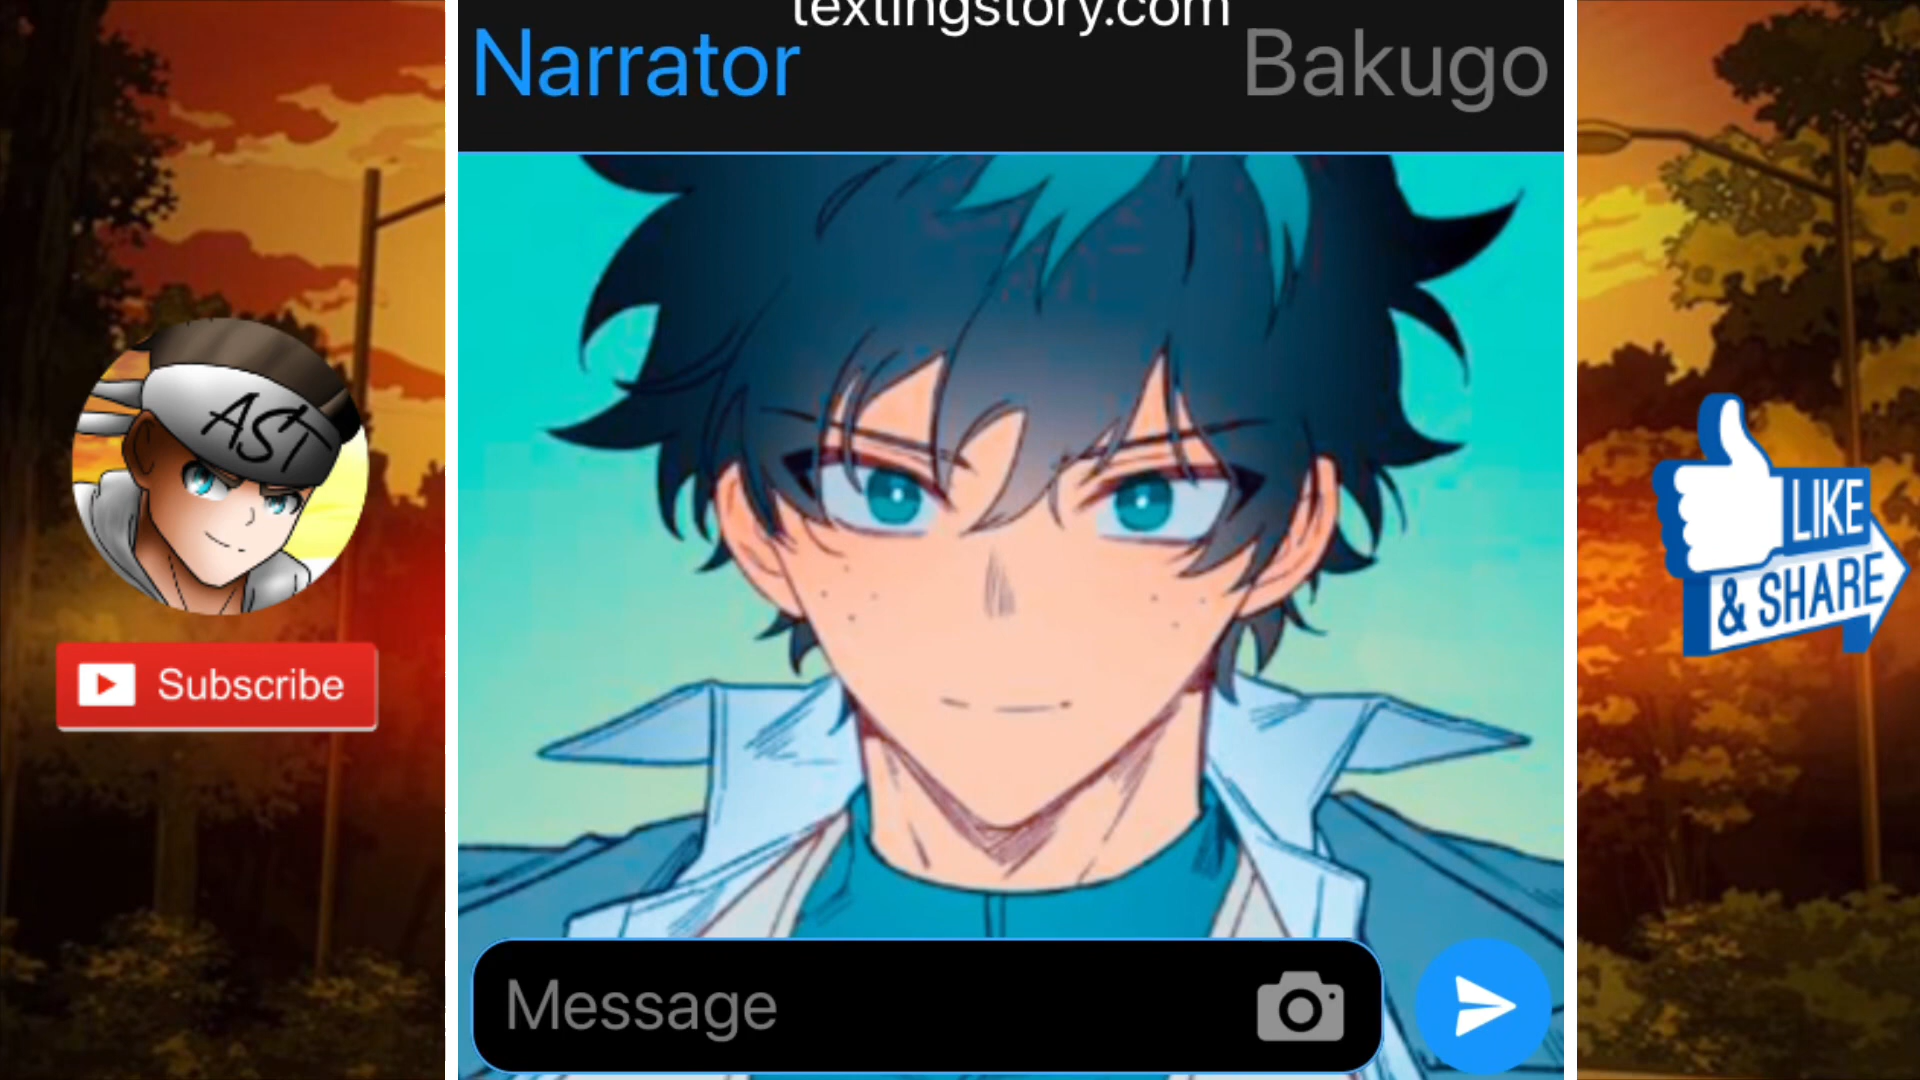 textingstory.com
Narrator
Bakugo
AST
Subscribe
LIKE
& SHARE
Message